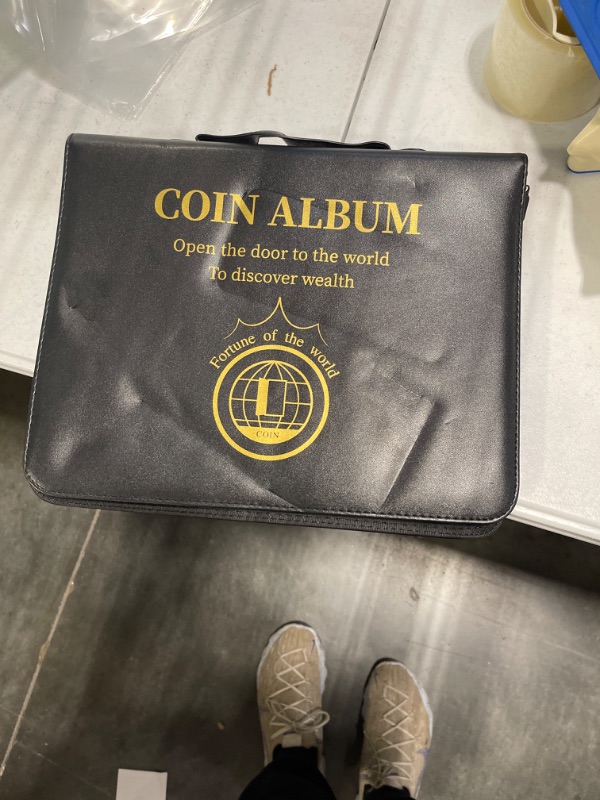 COIN ALBUM
Open the door to the world
To discover wealth
Fortune of the world
L
COIN